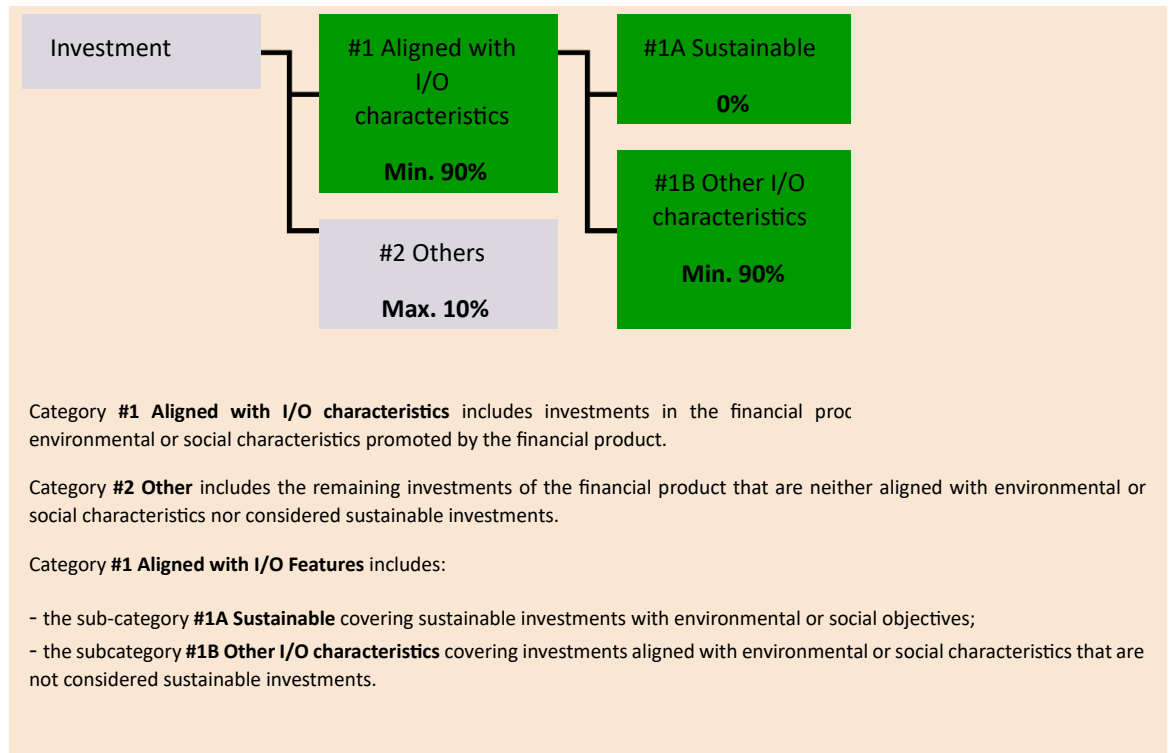 Investment
#1 Aligned with
I/O
characteristics
Min. 90%
#2 Others
Max. 10%
#1A Sustainable
0%
#1B Other I/O
characteristics
Min. 90%
Category #1 Aligned with I/O characteristics includes investments in the financial
environmental or social characteristics promoted by the financial product.
Category #2 Other includes the remaining investments of the financial product that are neither aligned with environmental or
social characteristics nor considered sustainable investments.
Category #1 Aligned with I/O Features includes:
- the sub-category #1A Sustainable covering sustainable investments with environmental or social objectives;
- the subcategory #1B Other I/O characteristics covering investments aligned with environmental or social characteristics that are
not considered sustainable investments.